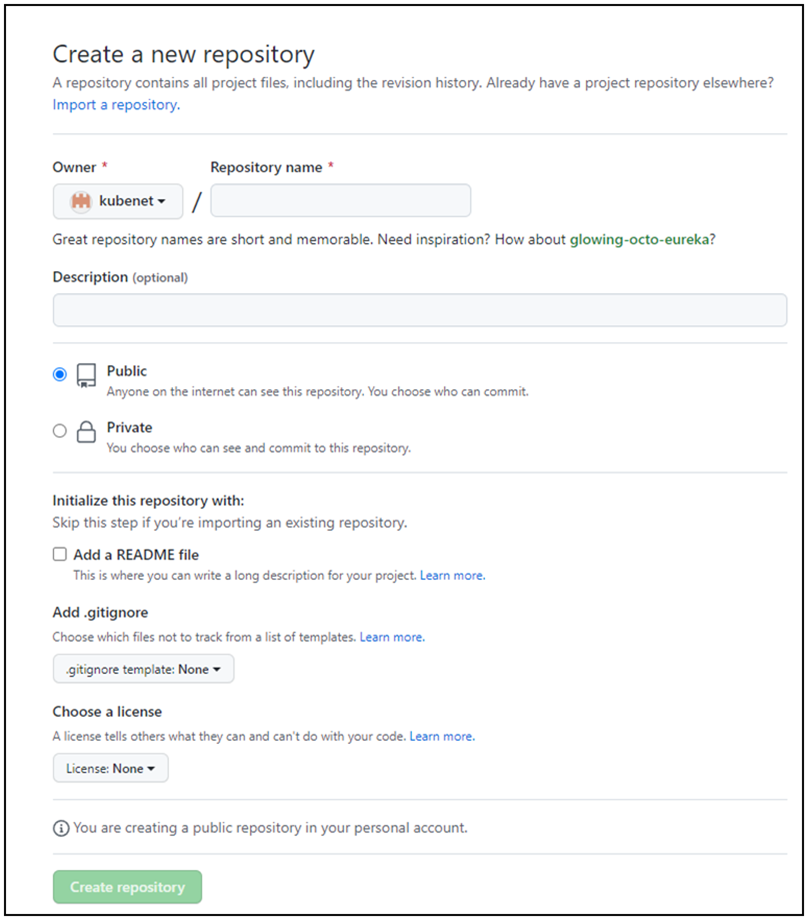 Create a new repository
A repository contains all project files, including the revision history. Already have a project repository elsewhere?
Import a repository.
Owner * Repository name *
kubenet /
Great repository names are short and memorable. Need inspiration? How about glowing-octo-eureka?
Description (optional)
Public
Anyone on the internet can see this repository. You choose who can commit.
Private
You choose who can see and commit to this repository.
Initialize this repository with:
Skip this step if you're importing an existing repository.
Add a README file
This is where you can write a long description for your project. Learn more.
Add .gitignore
Choose which files not to track from a list of templates. Learn more.
.gitignore template: None
Choose a license
A license tells others what they can and can't do with your code. Learn more.
License: None
You are creating a public repository in your personal account.
Create repository